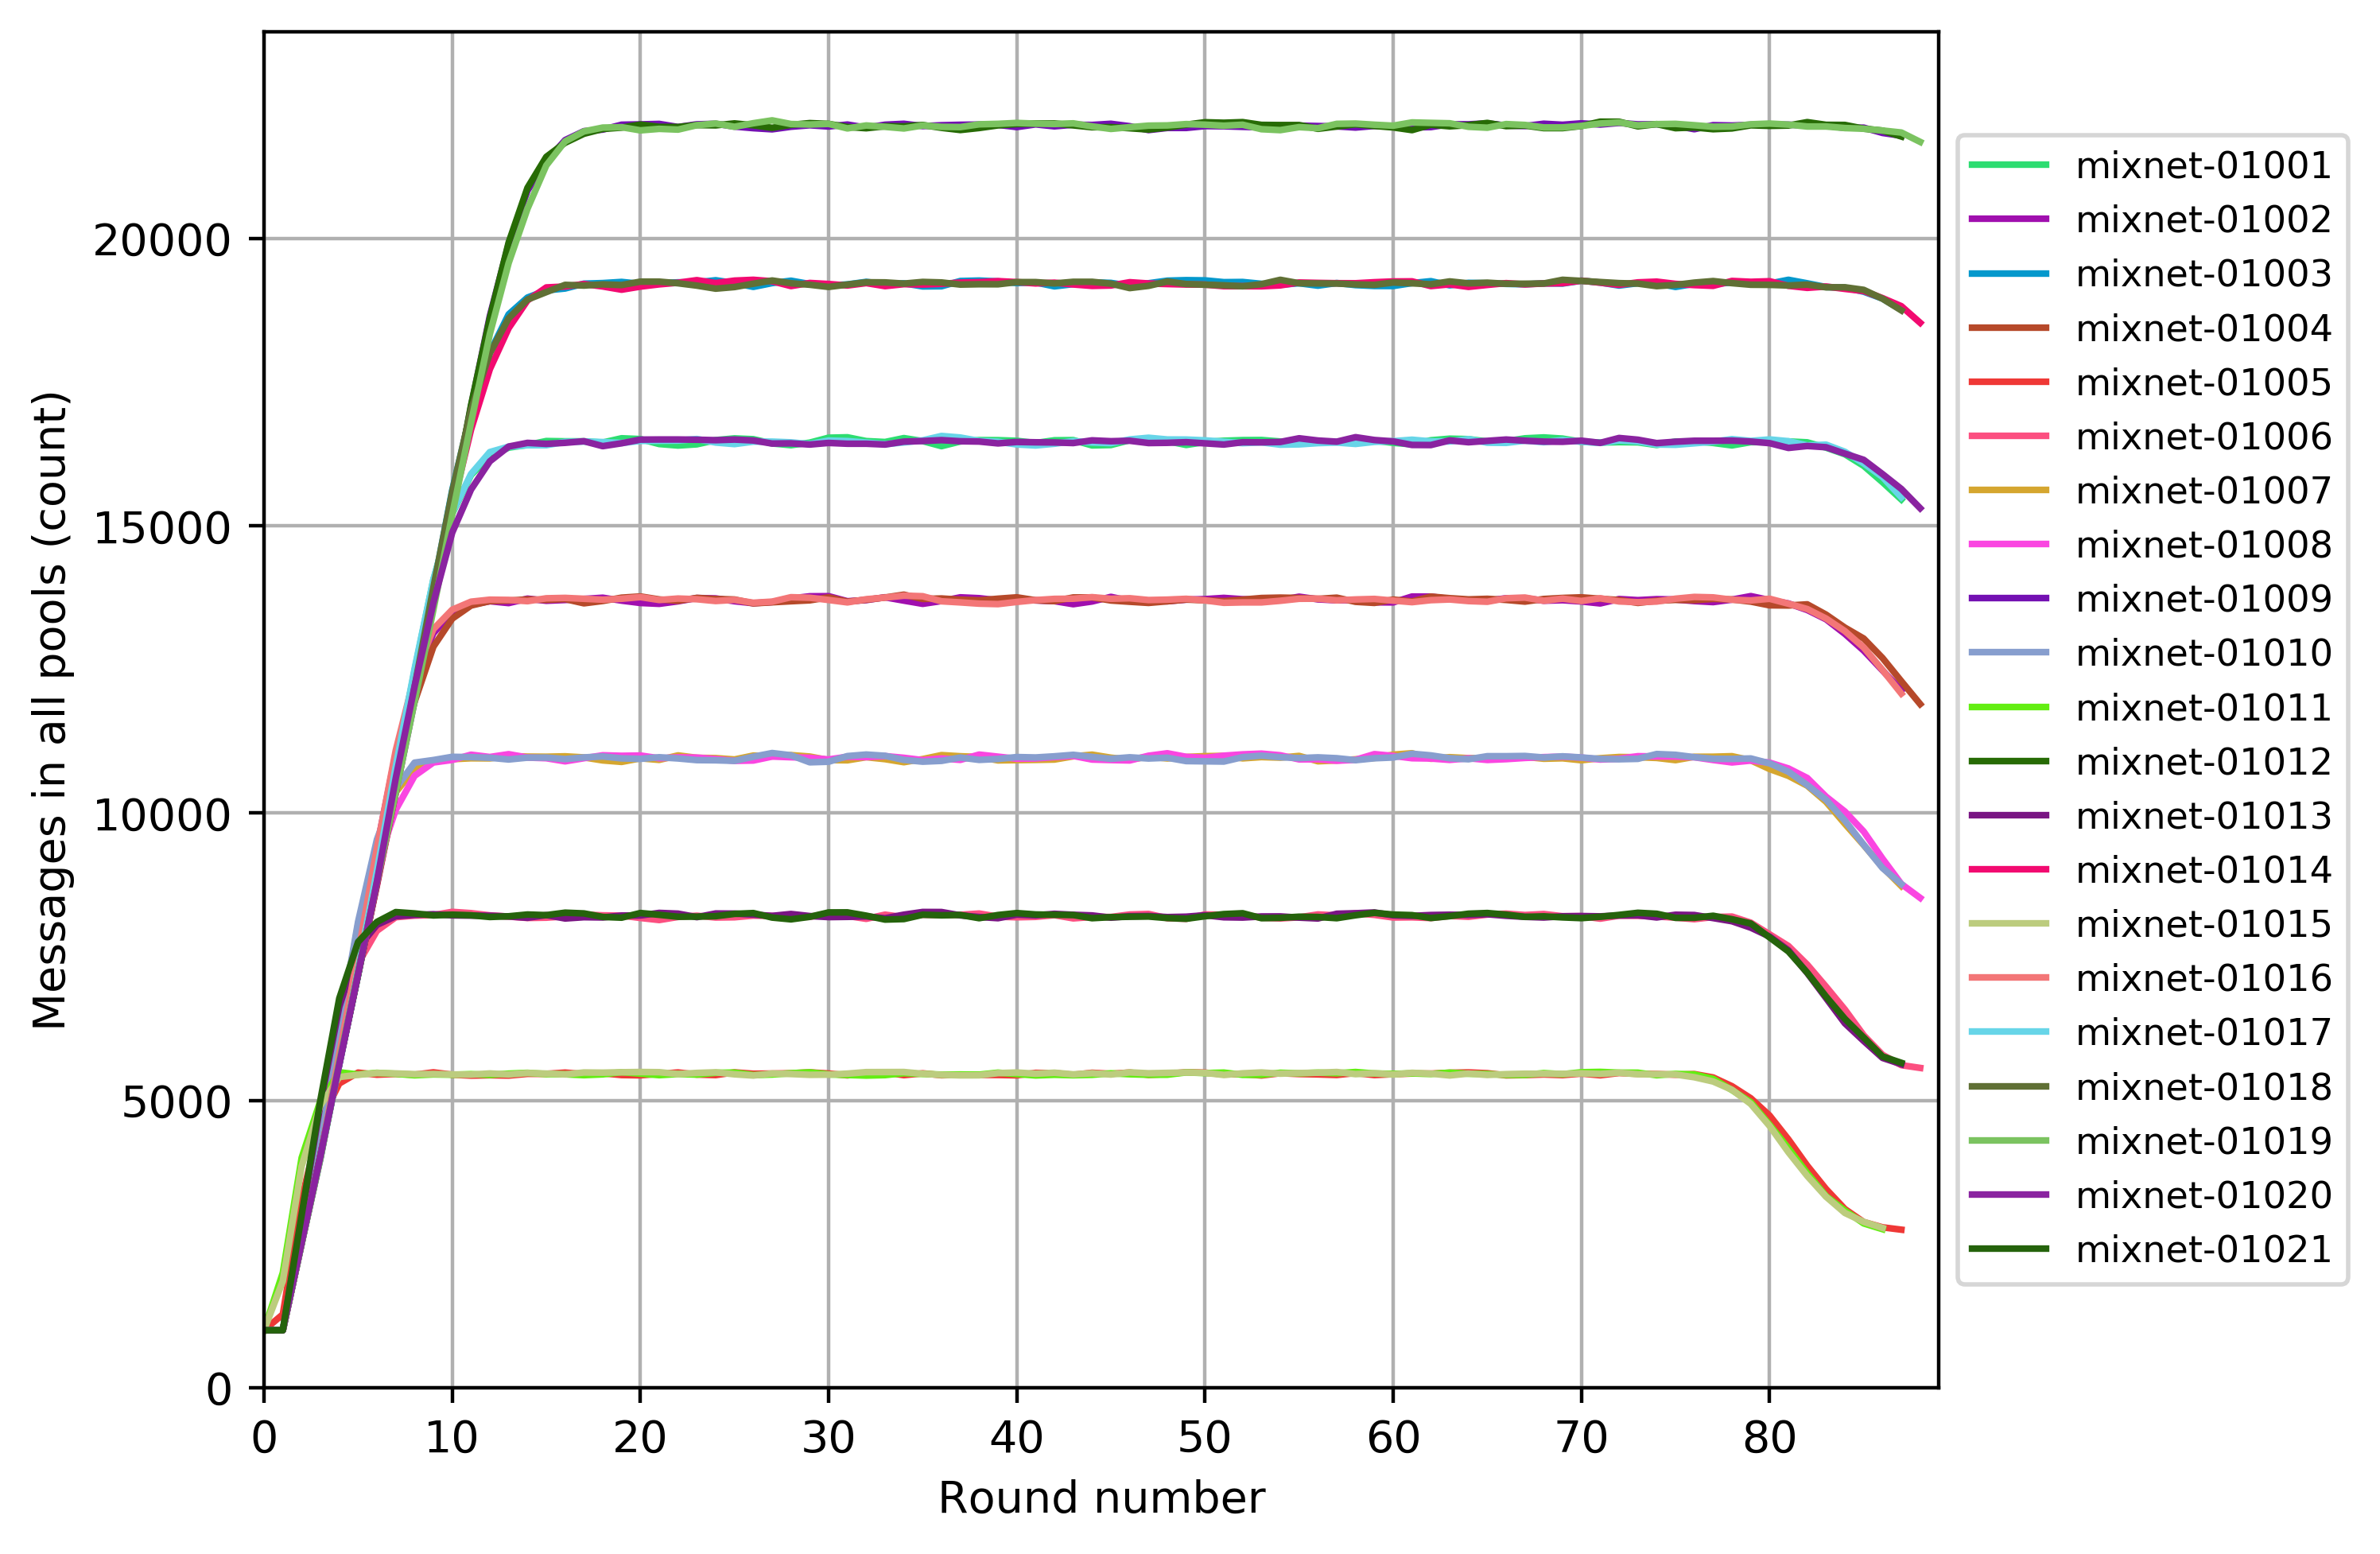 Messages in all pools (count)
20000
15000
10000
5000
0
0 10 20 30 40 50 60 70 80
Round number
mixnet-01001
mixnet-01002
mixnet-01003
mixnet-01004
mixnet-01005
mixnet-01006
mixnet-01007
mixnet-01008
mixnet-01009
mixnet-01010
mixnet-01011
mixnet-01012
mixnet-01013
mixnet-01014
mixnet-01015
mixnet-01016
mixnet-01017
mixnet-01018
mixnet-01019
mixnet-01020
mixnet-01021